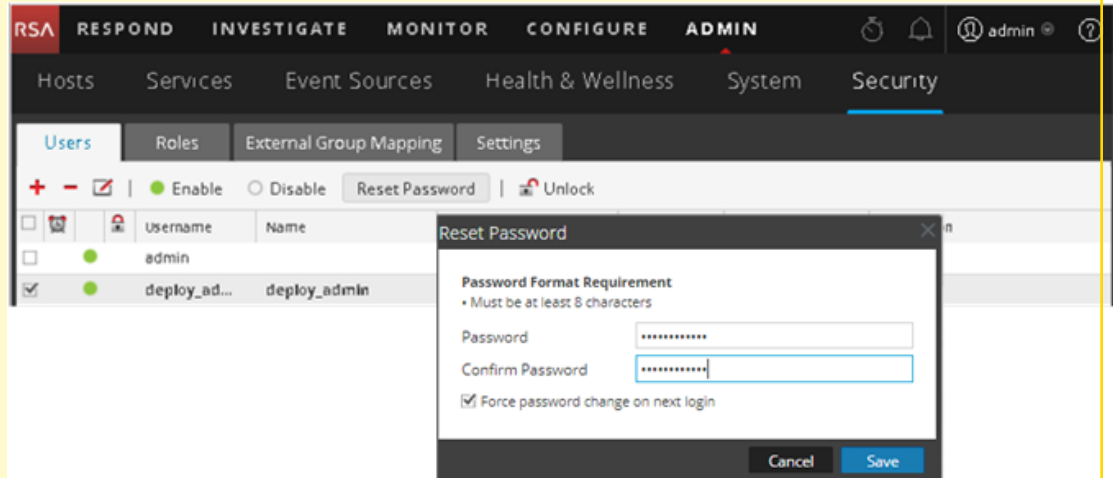 RSA RESPOND INVESTIGATE MONITOR CONFIGURE ADMIN admin ?
Hosts Services Event Sources Health & Wellness System Security
Users Roles External Group Mapping Settings
+ - | Enable Disable Reset Password | Unlock
Username Name n
admin
deploy_ad... deploy_admin
Reset Password
Password Format Requirement
• Must be at least 8 characters
Password ••••••••••••
Confirm Password ••••••••••••
Force password change on next login
Cancel Save